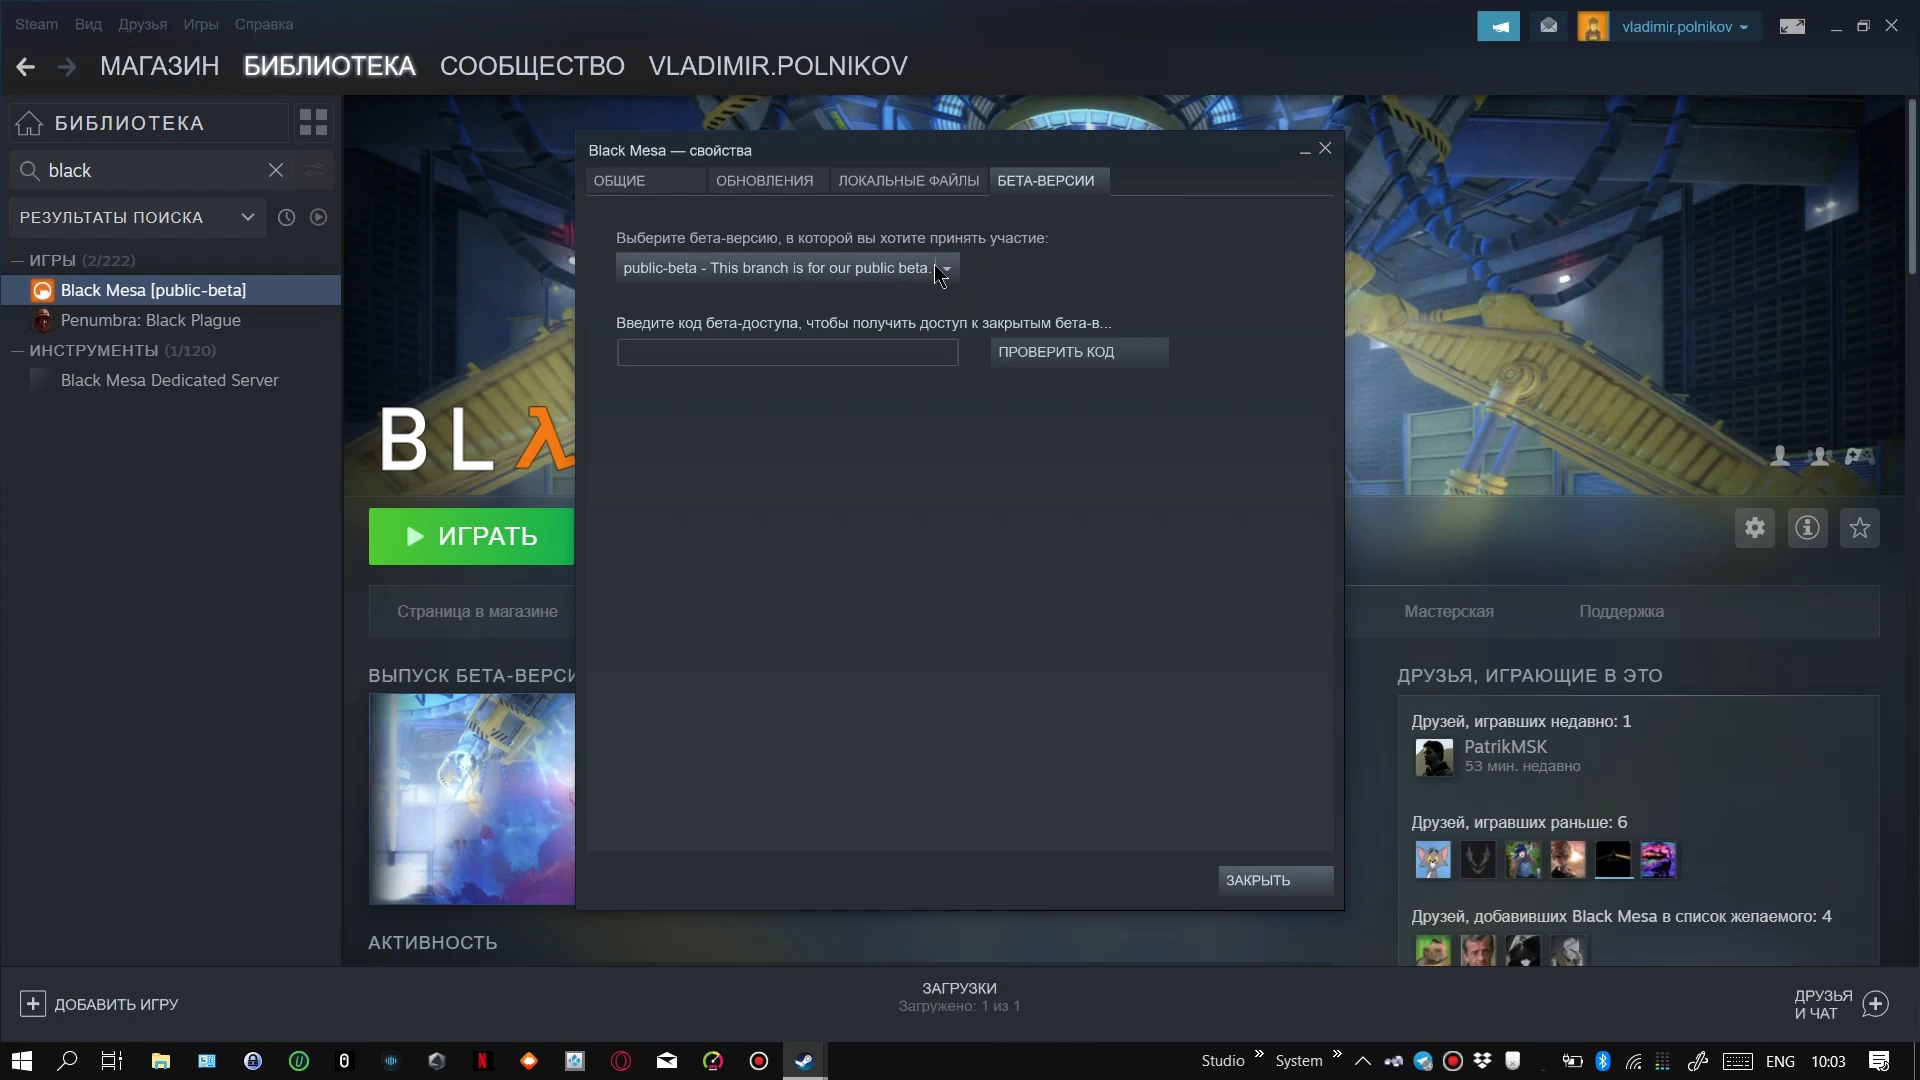 Steam Вид Друзья Игры Справка
vladimir.polnikov
МАГАЗИН БИБЛИОТЕКА СООБЩЕСТВО VLADIMIR.POLNIKOV
БИБЛИОТЕКА
black
РЕЗУЛЬТАТЫ ПОИСКА
— ИГРЫ (2/222)
Black Mesa [public-beta]
Penumbra: Black Plague
— ИНСТРУМЕНТЫ (1/120)
Black Mesa Dedicated Server
BL
Black Mesa — свойства
ОБЩИЕ ОБНОВЛЕНИЯ ЛОКАЛЬНЫЕ ФАЙЛЫ БЕТА-ВЕРСИИ
Выберите бета-версию, в которой вы хотите принять участие:
public-beta - This branch is for our public beta.
Введите код бета-доступа, чтобы получить доступ к закрытым бета-в...
ПРОВЕРИТЬ КОД
ЗАКРЫТЬ
ИГРАТЬ
Страница в магазине
Мастерская Поддержка
ВЫПУСК БЕТА-ВЕРСИ
АКТИВНОСТЬ
ДРУЗЬЯ, ИГРАЮЩИЕ В ЭТО
Друзей, игравших недавно: 1
PatrikMSK
53 мин. недавно
Друзей, игравших раньше: 6
Друзей, добавивших Black Mesa в список желаемого: 4
ДОБАВИТЬ ИГРУ
ЗАГРУЗКИ
Загружено: 1 из 1
ДРУЗЬЯ
И ЧАТ
Studio » System » ENG 10:03